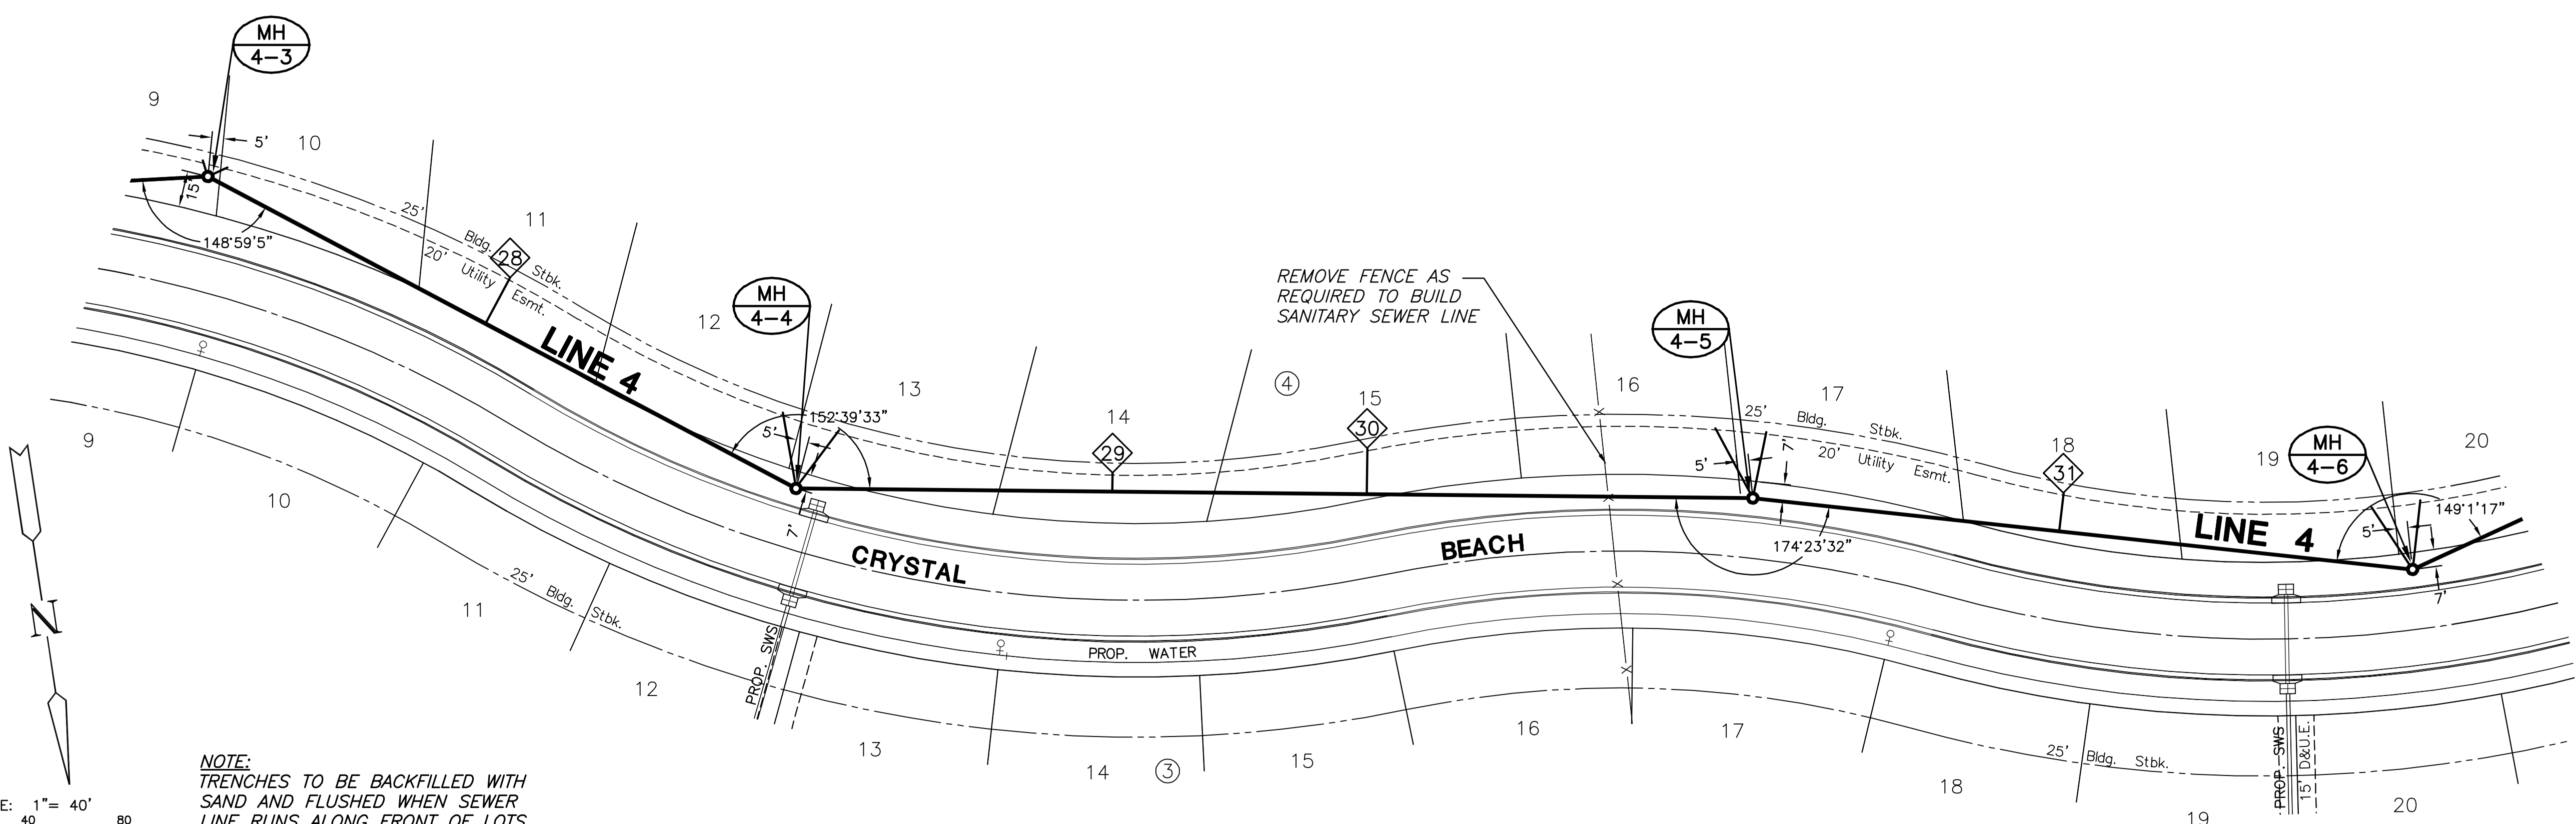 MH
4-3
9
5'
10
15'
148°59'5"
25'
Bldg. Stbk.
11
28
20' Utility Esmt.
LINE 4
MH
4-4
12
5'
152°39'33"
13
7'
REMOVE FENCE AS
REQUIRED TO BUILD
SANITARY SEWER LINE
14
29
4
15
30
16
MH
4-5
17
25' Bldg. Stbk.
5'
7'
20' Utility Esmt.
174°23'32"
18
31
19
MH
4-6
20
LINE 4
5'
149°1'17"
7'
CRYSTAL BEACH
9
10
11
25' Bldg. Stbk.
12
PROP. SWS
PROP. WATER
13
14
3
15
16
17
18
25' Bldg. Stbk.
19
PROP. SWS
15' D&U.E.
20
N
NOTE:
TRENCHES TO BE BACKFILLED WITH
SAND AND FLUSHED WHEN SEWER
LINE RUNS ALONG FRONT OF LOTS
E: 1"= 40'
40 80